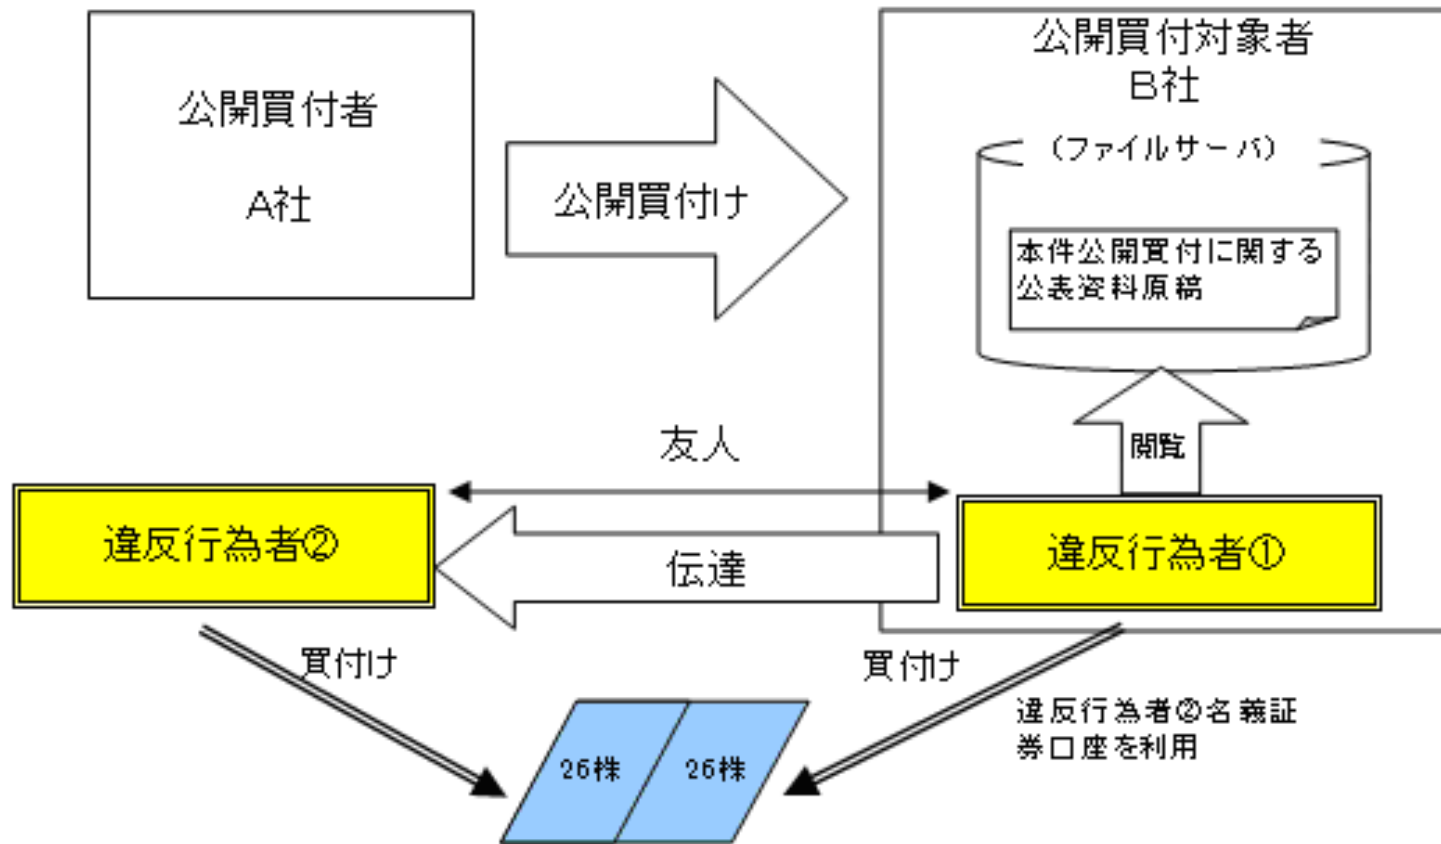 公開買付者
A社
公開買付け
公開買付対象者
B社
(ファイルサーバ)
本件公開買付に関する
公表資料原稿
閲覧
友人
違反行為者②
伝達
違反行為者①
買付け
買付け
違反行為者②名義証
券口座を利用
26株
26株